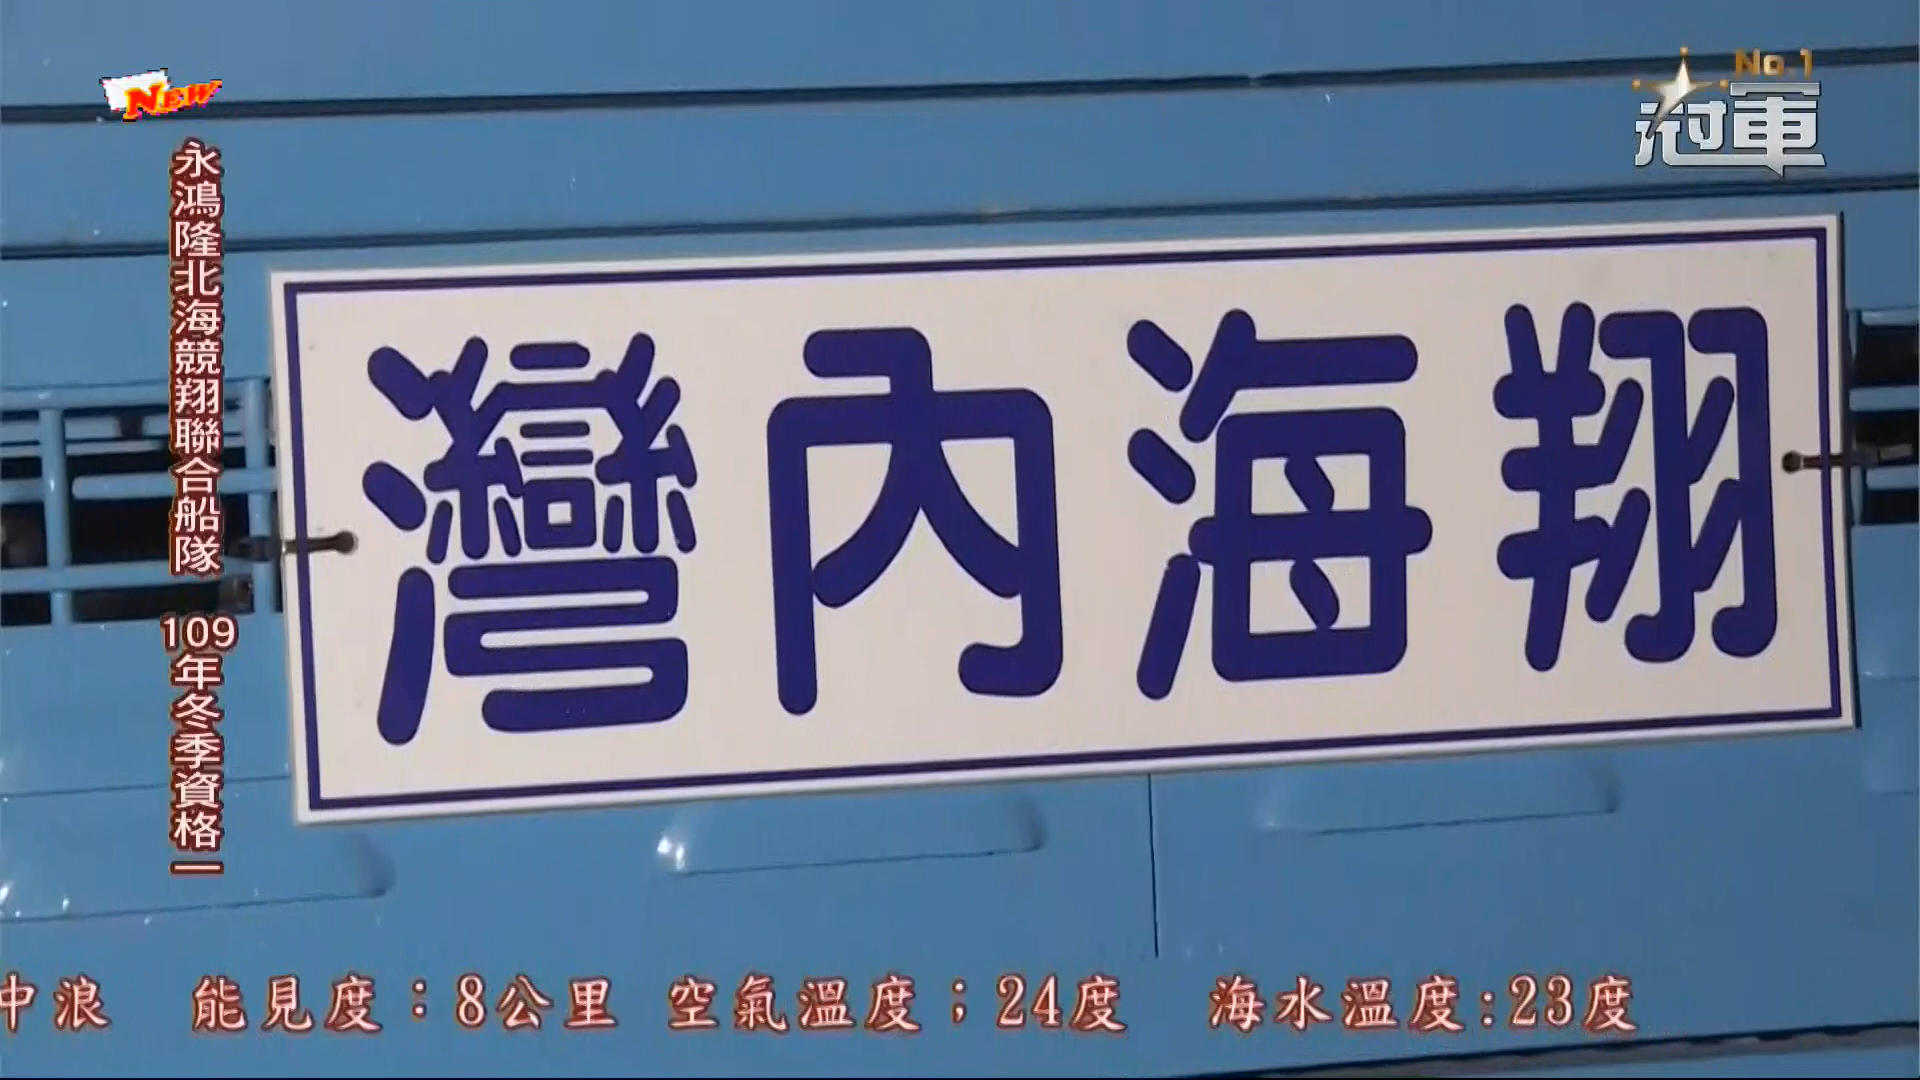 NEW
No.1
冠軍
永鴻隆北海競翔聯合船隊 109年冬季資格一
灣內海翔
中浪 能見度：8公里 空氣溫度；24度 海水溫度:23度